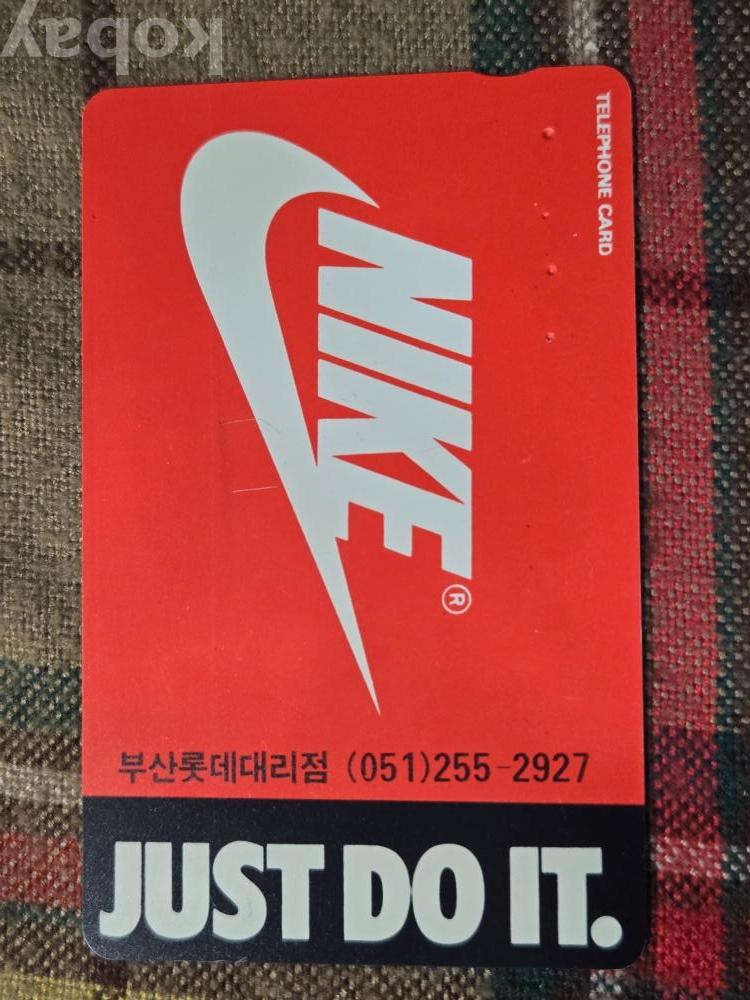 kobay
TELEPHONE CARD
NIKE®
부산롯데대리점 (051)255-2927
JUST DO IT.